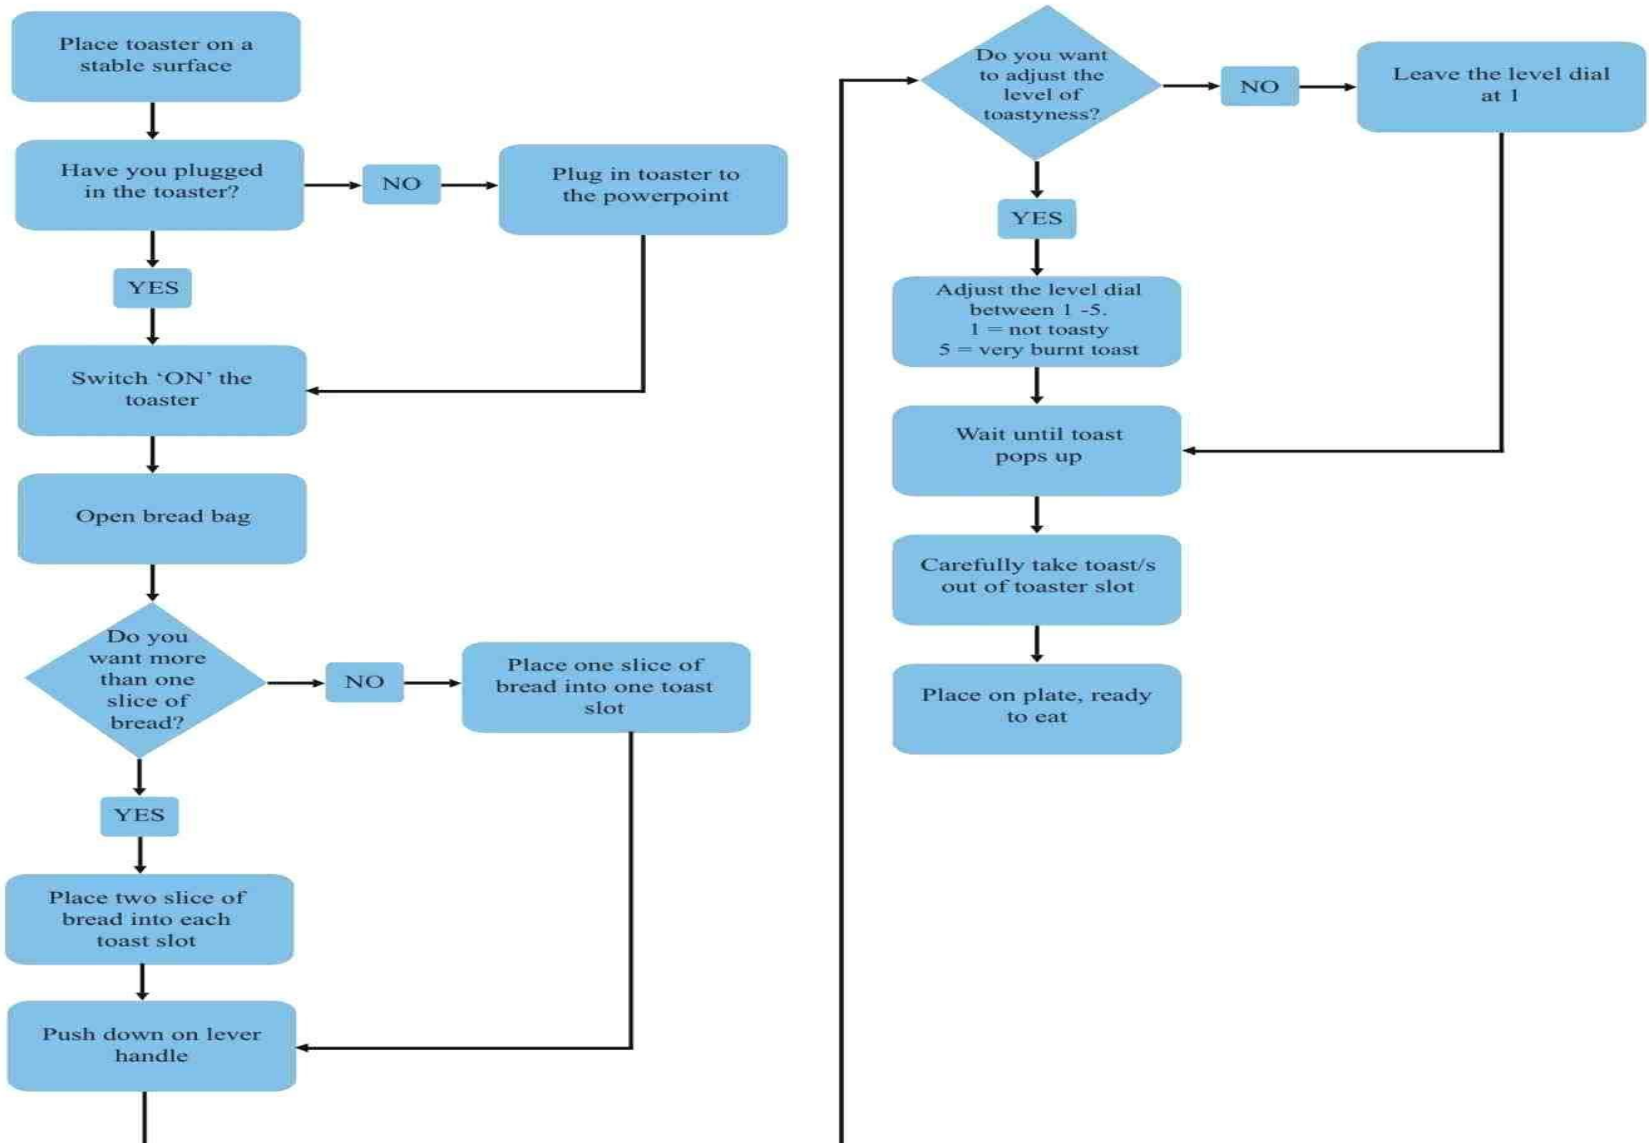 Place toaster on a
stable surface
Have you plugged
in the toaster?
NO
Plug in toaster to
the powerpoint
YES
Switch ‘ON’ the
toaster
Open bread bag
Do you
want more
than one
slice of
bread?
NO
Place one slice of
bread into one toast
slot
YES
Place two slice of
bread into each
toast slot
Push down on lever
handle
Do you want
to adjust the
level of
toastyness?
NO
Leave the level dial
at 1
YES
Adjust the level dial
between 1 -5.
1 = not toasty
5 = very burnt toast
Wait until toast
pops up
Carefully take toast/s
out of toaster slot
Place on plate, ready
to eat